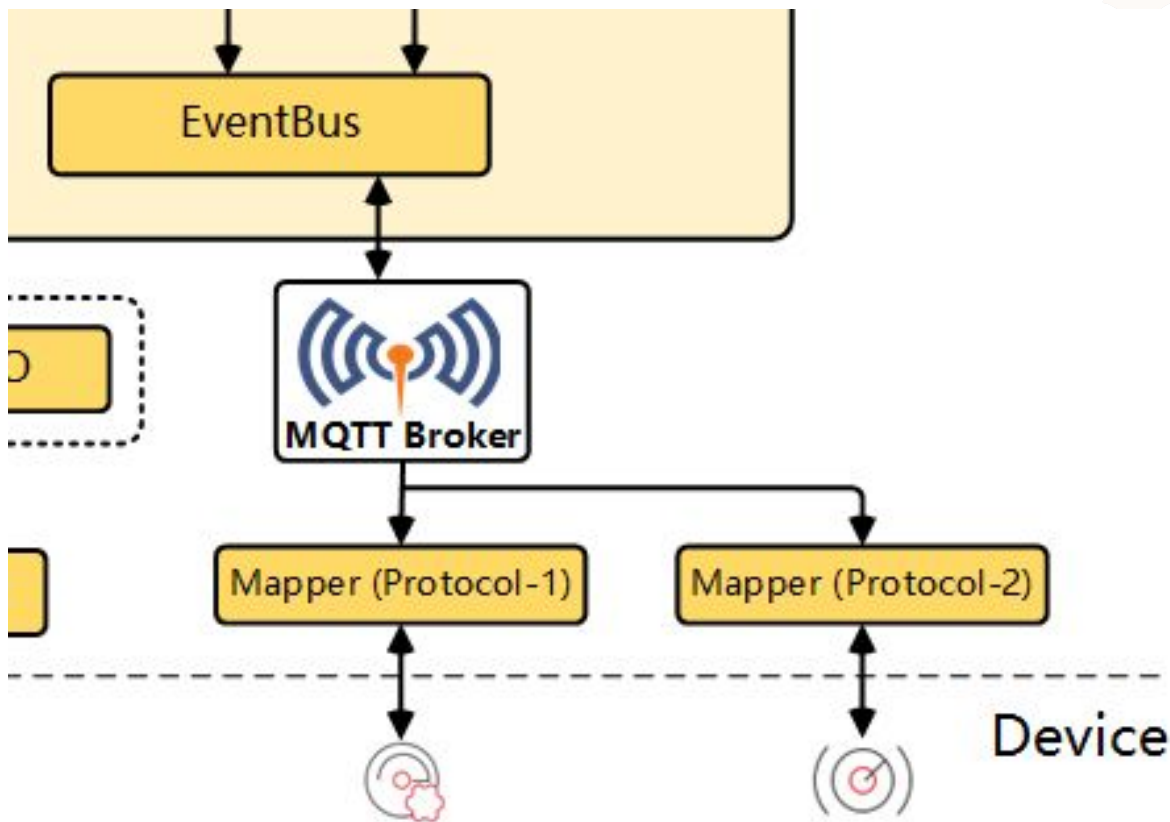 EventBus
MQTT Broker
Mapper (Protocol-1)
Mapper (Protocol-2)
Device